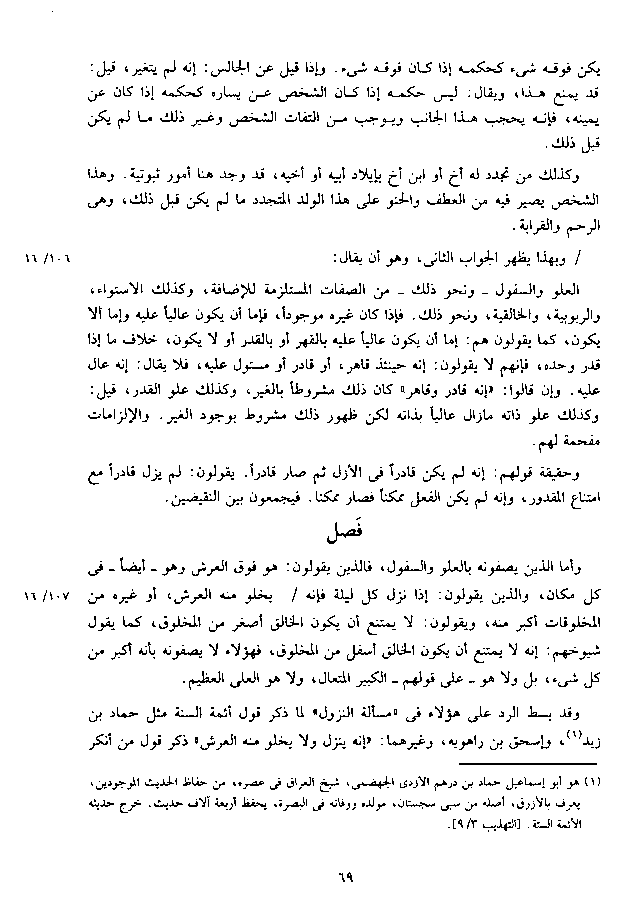 يكن فوقه شىء كحكمه إذا كان فوقه شىء. وإذا قيل عن الجالس: إنه لم يتغير، قيل:
قد يمنع هذا، ويقال: ليس حكمه إذا كان الشخص عن يساره كحكمه إذا كان عن
يمينه، فإنه يحجب هذا الجانب ويوجب من التفات الشخص وغير ذلك ما لم يكن
قبل ذلك.
وكذلك من تجدد له أخ أو ابن أخ بإيلاد أبيه أو أخيه، قد وجد هنا أمور ثبوتية. وهذا
الشخص يصير فيه من العطف والحنو على هذا الولد المتجدد ما لم يكن قبل ذلك، وهى
الرحم والقرابة.
/ وبهذا يظهر الجواب الثانى، وهو أن يقال:
١٦/١٠٦
العلو والسفول ـ ونحو ذلك ـ من الصفات المستلزمة للإضافة، وكذلك الاستواء،
والربوبية، والخالقية، ونحو ذلك. فإذا كان غيره موجوداً، فإما أن يكون عالياً عليه وإما ألا
يكون، كما يقولون هم: إما أن يكون عالياً عليه بالقهر أو بالقدر أو لا يكون، خلاف ما إذا
قدر وحده، فإنهم لا يقولون: إنه حينئذ قاهر، أو قادر أو مستول عليه، فلا يقال: إنه عال
عليه. وإن قالوا: «إنه قادر وقاهر» كان ذلك مشروطاً بالغير، وكذلك علو القدر، قيل:
وكذلك علو ذاته مازال عالياً بذاته لكن ظهور ذلك مشروط بوجود الغير. والإلزامات
مفحمة لهم.
وحقيقة قولهم: إنه لم يكن قادراً فى الأزل ثم صار قادراً. يقولون: لم يزل قادراً مع
امتناع المقدور، وإنه لم يكن الفعل ممكناً فصار ممكنا. فيجمعون بين النقيضين.
فَصل
وأما الذين يصفونه بالعلو والسفول، فالذين يقولون: هو فوق العرش وهو ـ أيضاً ـ فى
كل مكان، والذين يقولون: إذا نزل كل ليلة فإنه / يخلو منه العرش، أو غيره من
١٦/١٠٧
المخلوقات أكبر منه، ويقولون: لا يمتنع أن يكون الخالق أصغر من المخلوق، كما يقول
شيوخهم: إنه لا يمتنع أن يكون الخالق أسفل من المخلوق، فهؤلاء لا يصفونه بأنه أكبر من
كل شىء، بل ولا هو ـ على قولهم ـ الكبير المتعال، ولا هو العلى العظيم.
وقد بسط الرد على هؤلاء فى «مسألة النزول» لما ذكر قول أئمة السنة مثل حماد بن
زيد(١)، وإسحق بن راهويه، وغيرهما: «إنه ينزل ولا يخلو منه العرش» ذكر قول من أنكر
(١) هو أبو إسماعيل حماد بن درهم الأزدى الجهضمى، شيخ العراق فى عصره، من حفاظ الحديث الموجودين،
يعرف بالأزرق، أصله من سبى سجستان، مولده ووفاته فى البصرة، يحفظ أربعة آلاف حديث. خرج حديثه
الأئمة الستة. [التهذيب ٩/٣].
٦٩